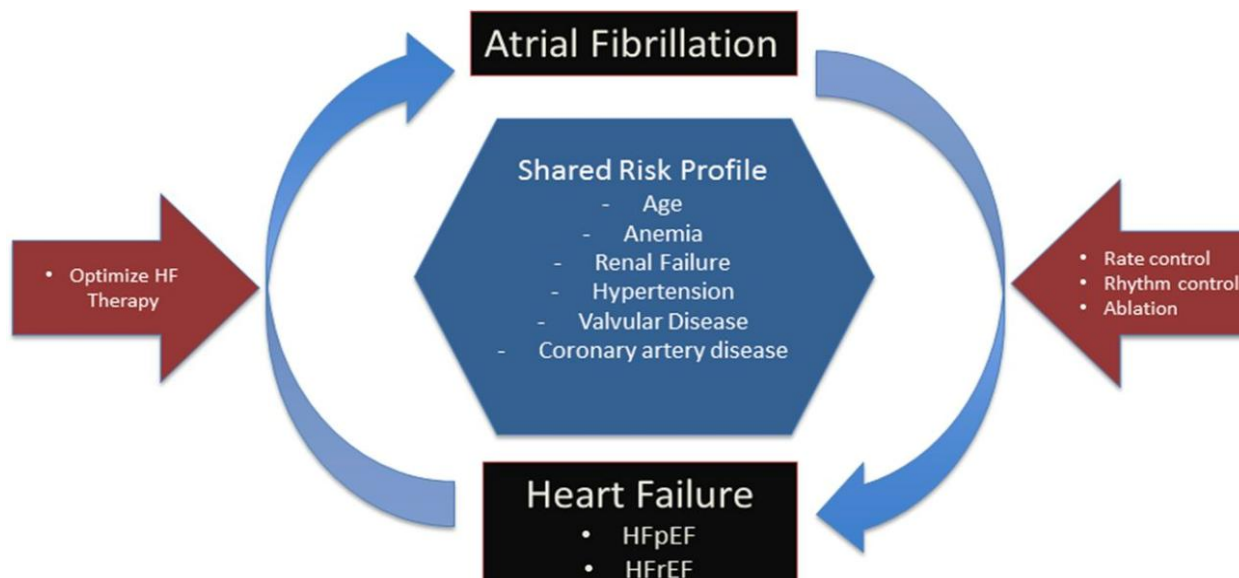 Atrial Fibrillation
Shared Risk Profile
- Age
- Anemia
- Renal Failure
- Hypertension
- Valvular Disease
- Coronary artery disease
• Optimize HF
Therapy
• Rate control
• Rhythm control
• Ablation
Heart Failure
• HFpEF
• HFrEF